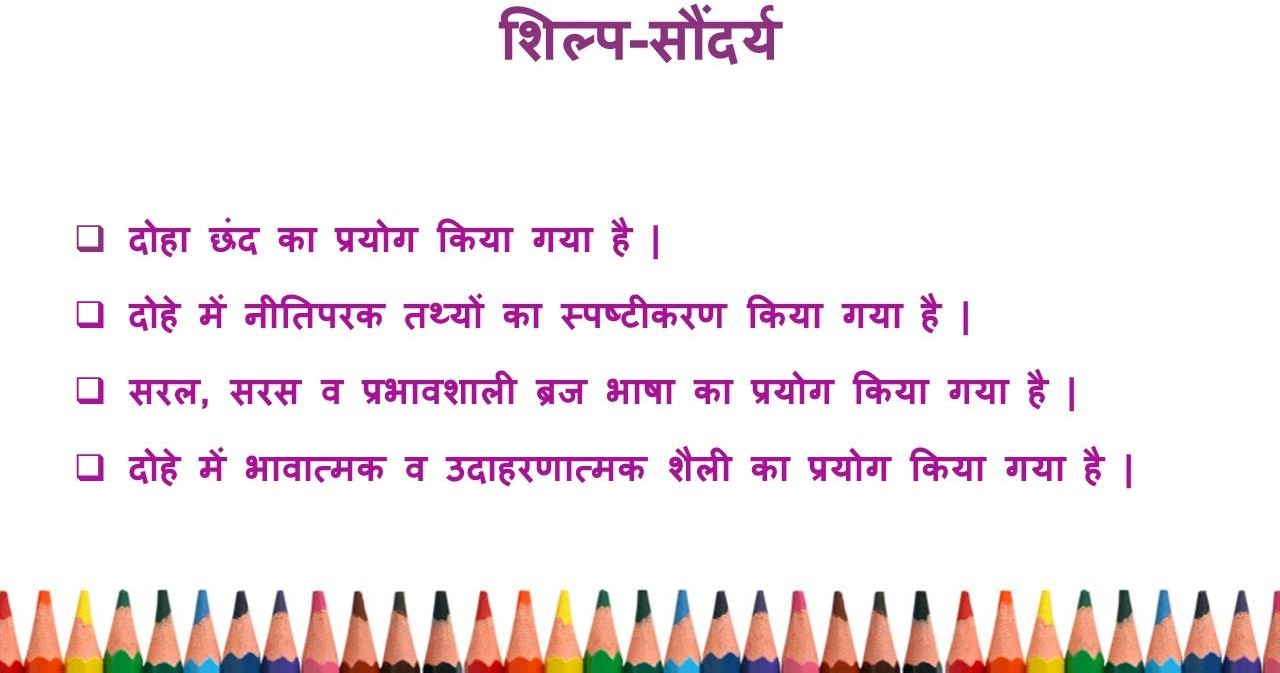 शिल्प-सौंदर्य
❑ दोहा छंद का प्रयोग किया गया है |
❑ दोहे में नीतिपरक तथ्यों का स्पष्टीकरण किया गया है |
❑ सरल, सरस व प्रभावशाली ब्रज भाषा का प्रयोग किया गया है |
❑ दोहे में भावात्मक व उदाहरणात्मक शैली का प्रयोग किया गया है |